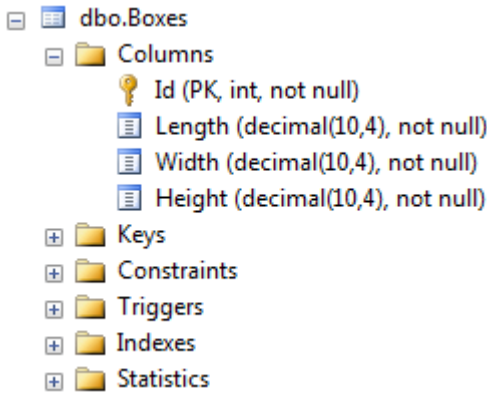 dbo.Boxes
Columns
Id (PK, int, not null)
Length (decimal(10,4), not null)
Width (decimal(10,4), not null)
Height (decimal(10,4), not null)
Keys
Constraints
Triggers
Indexes
Statistics